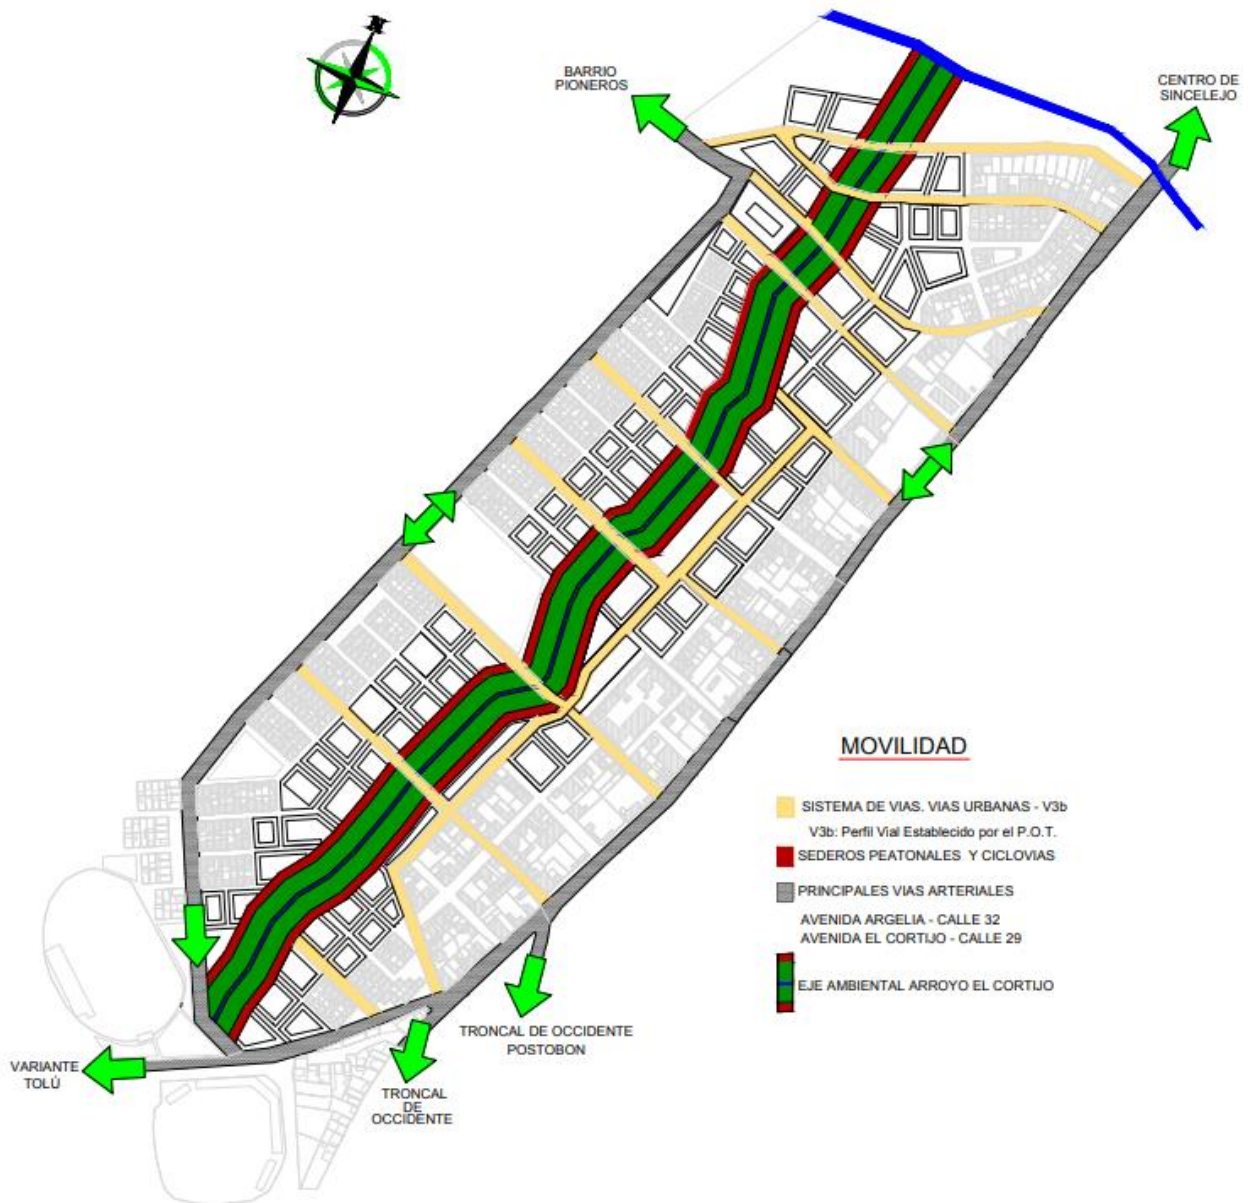 N
BARRIO
PIONEROS
CENTRO DE
SINCELEJO
MOVILIDAD
SISTEMA DE VIAS. VIAS URBANAS - V3b
V3b: Perfil Vial Establecido por el P.O.T.
SEDEROS PEATONALES Y CICLOVIAS
PRINCIPALES VIAS ARTERIALES
AVENIDA ARGELIA - CALLE 32
AVENIDA EL CORTIJO - CALLE 29
EJE AMBIENTAL ARROYO EL CORTIJO
TRONCAL DE OCCIDENTE
POSTOBON
VARIANTE
TOLÚ
TRONCAL
DE
OCCIDENTE